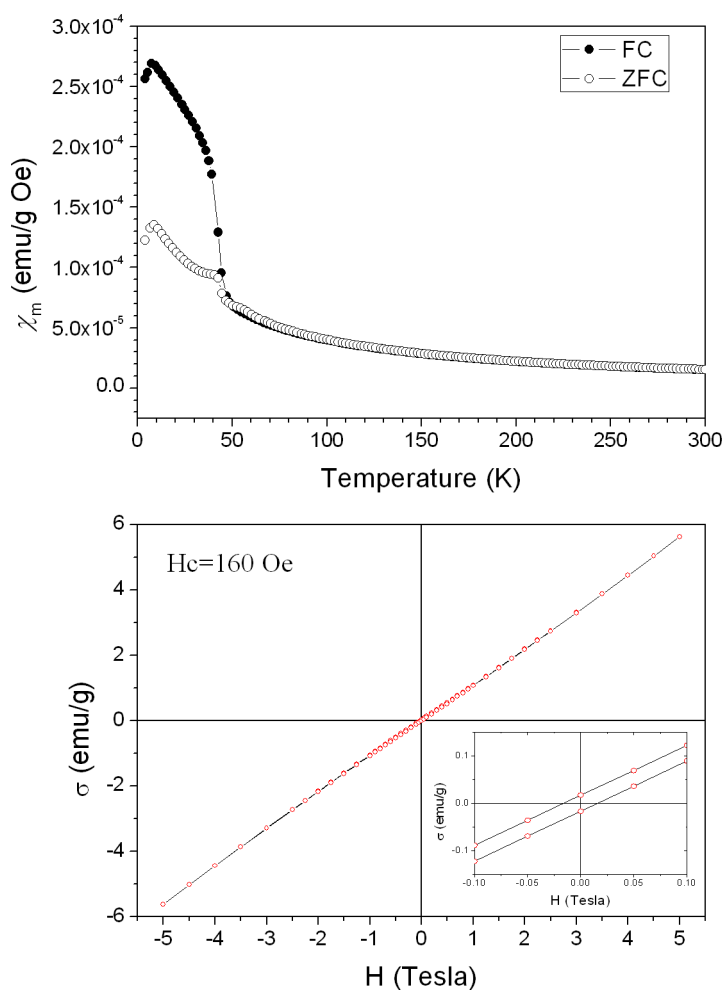 3.0x10⁻⁴
2.5x10⁻⁴
2.0x10⁻⁴
1.5x10⁻⁴
1.0x10⁻⁴
5.0x10⁻⁵
0.0
χm (emu/g Oe)
FC
ZFC
0 50 100 150 200 250 300
Temperature (K)
6
4
2
0
-2
-4
-6
σ (emu/g)
Hc=160 Oe
0.1
0.0
-0.1
σ (emu/g)
-0.10 -0.05 0.00 0.05 0.10
H (Tesla)
-5 -4 -3 -2 -1 0 1 2 3 4 5
H (Tesla)